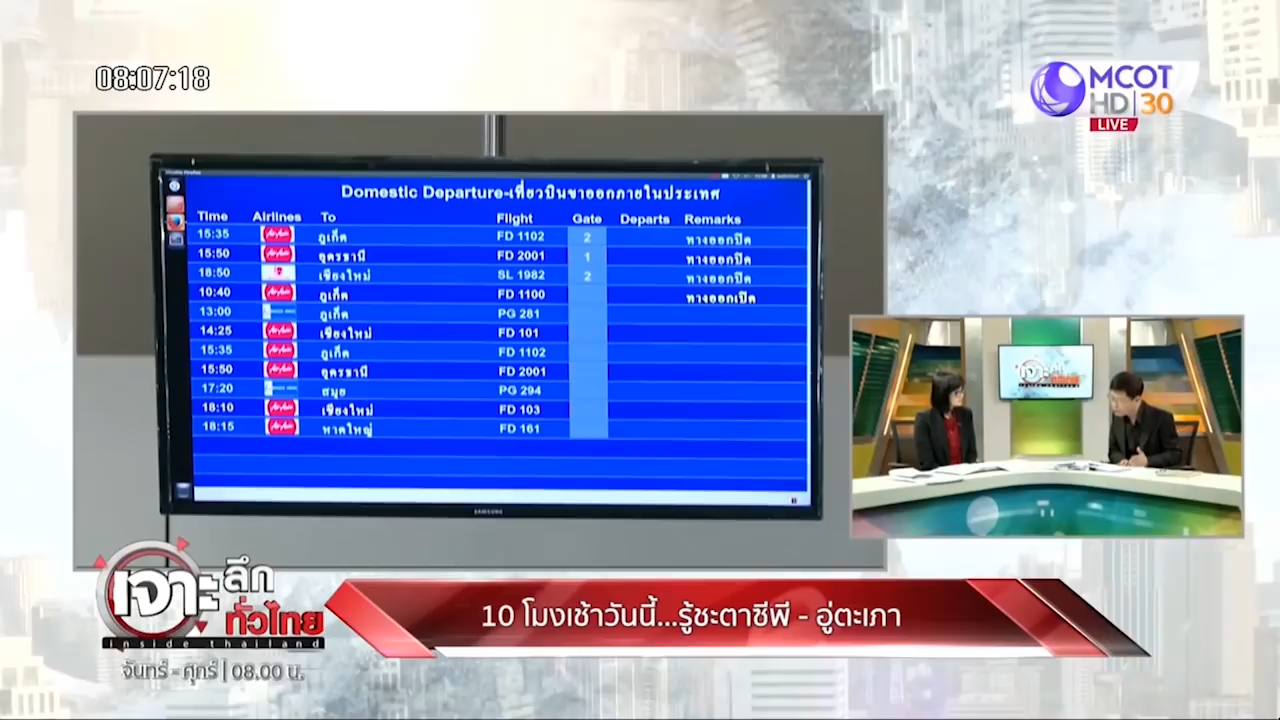 08:07:18
MCOT
HD 30
LIVE
Domestic Departure-เที่ยวบินขาออกภายในประเทศ
Time Airlines To Flight Gate Departs Remarks
15:35 AirAsia ภูเก็ต FD 1102 2 ทางออกปิด
15:50 AirAsia อุดรธานี FD 2001 1 ทางออกปิด
18:50 เชียงใหม่ SL 1982 2 ทางออกปิด
10:40 AirAsia ภูเก็ต FD 1100 ทางออกเปิด
13:00 ภูเก็ต PG 281
14:25 AirAsia เชียงใหม่ FD 101
15:35 AirAsia ภูเก็ต FD 1102
15:50 AirAsia อุดรธานี FD 2001
17:20 สมุย PG 294
18:10 AirAsia เชียงใหม่ FD 103
18:15 AirAsia หาดใหญ่ FD 161
SAMSUNG
เจาะลึก
ทั่วไทย
inside thailand
จันทร์ - ศุกร์ | 08.00 น.
10 โมงเช้าวันนี้...รู้ชะตาซีพี - อู่ตะเภา